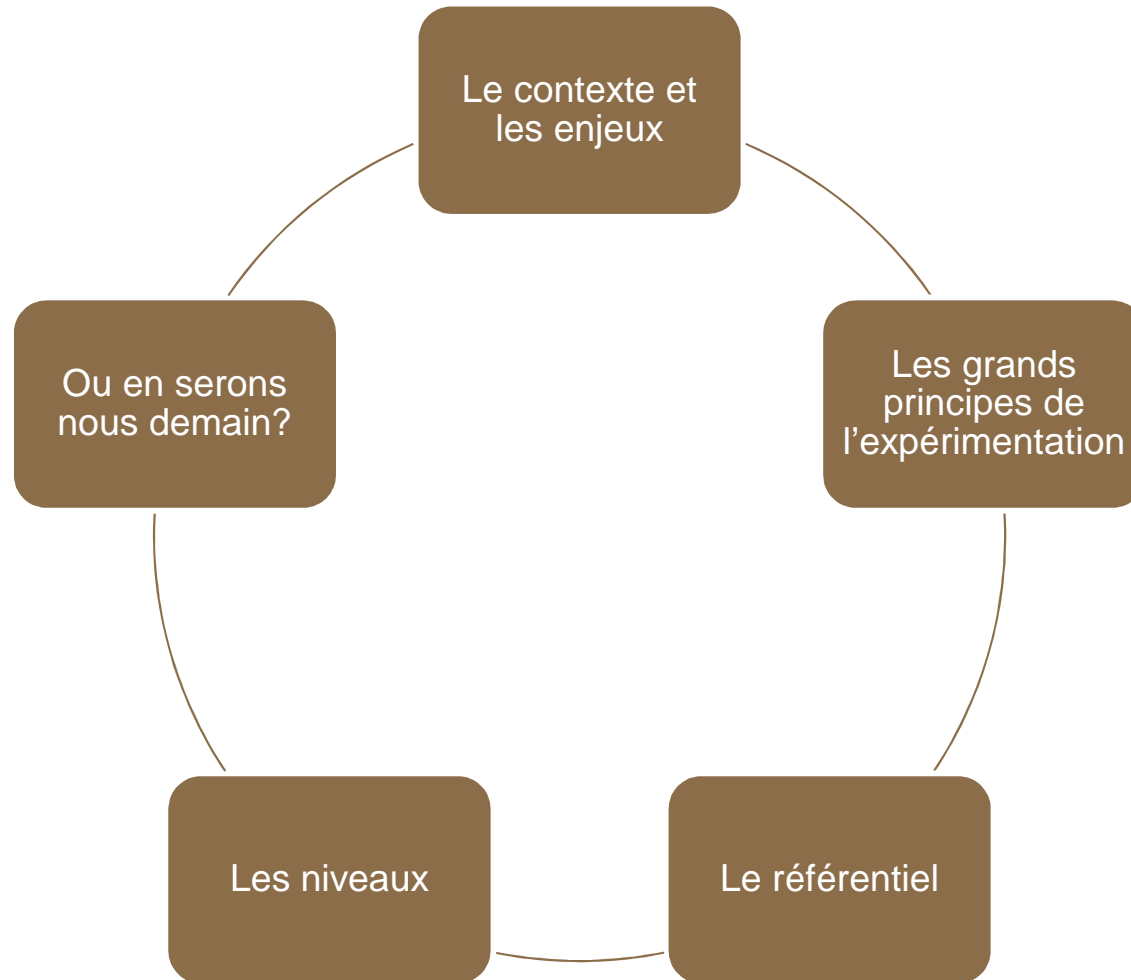 Le contexte et
les enjeux
Les grands
principes de
l’expérimentation
Le référentiel
Les niveaux
Ou en serons
nous demain?